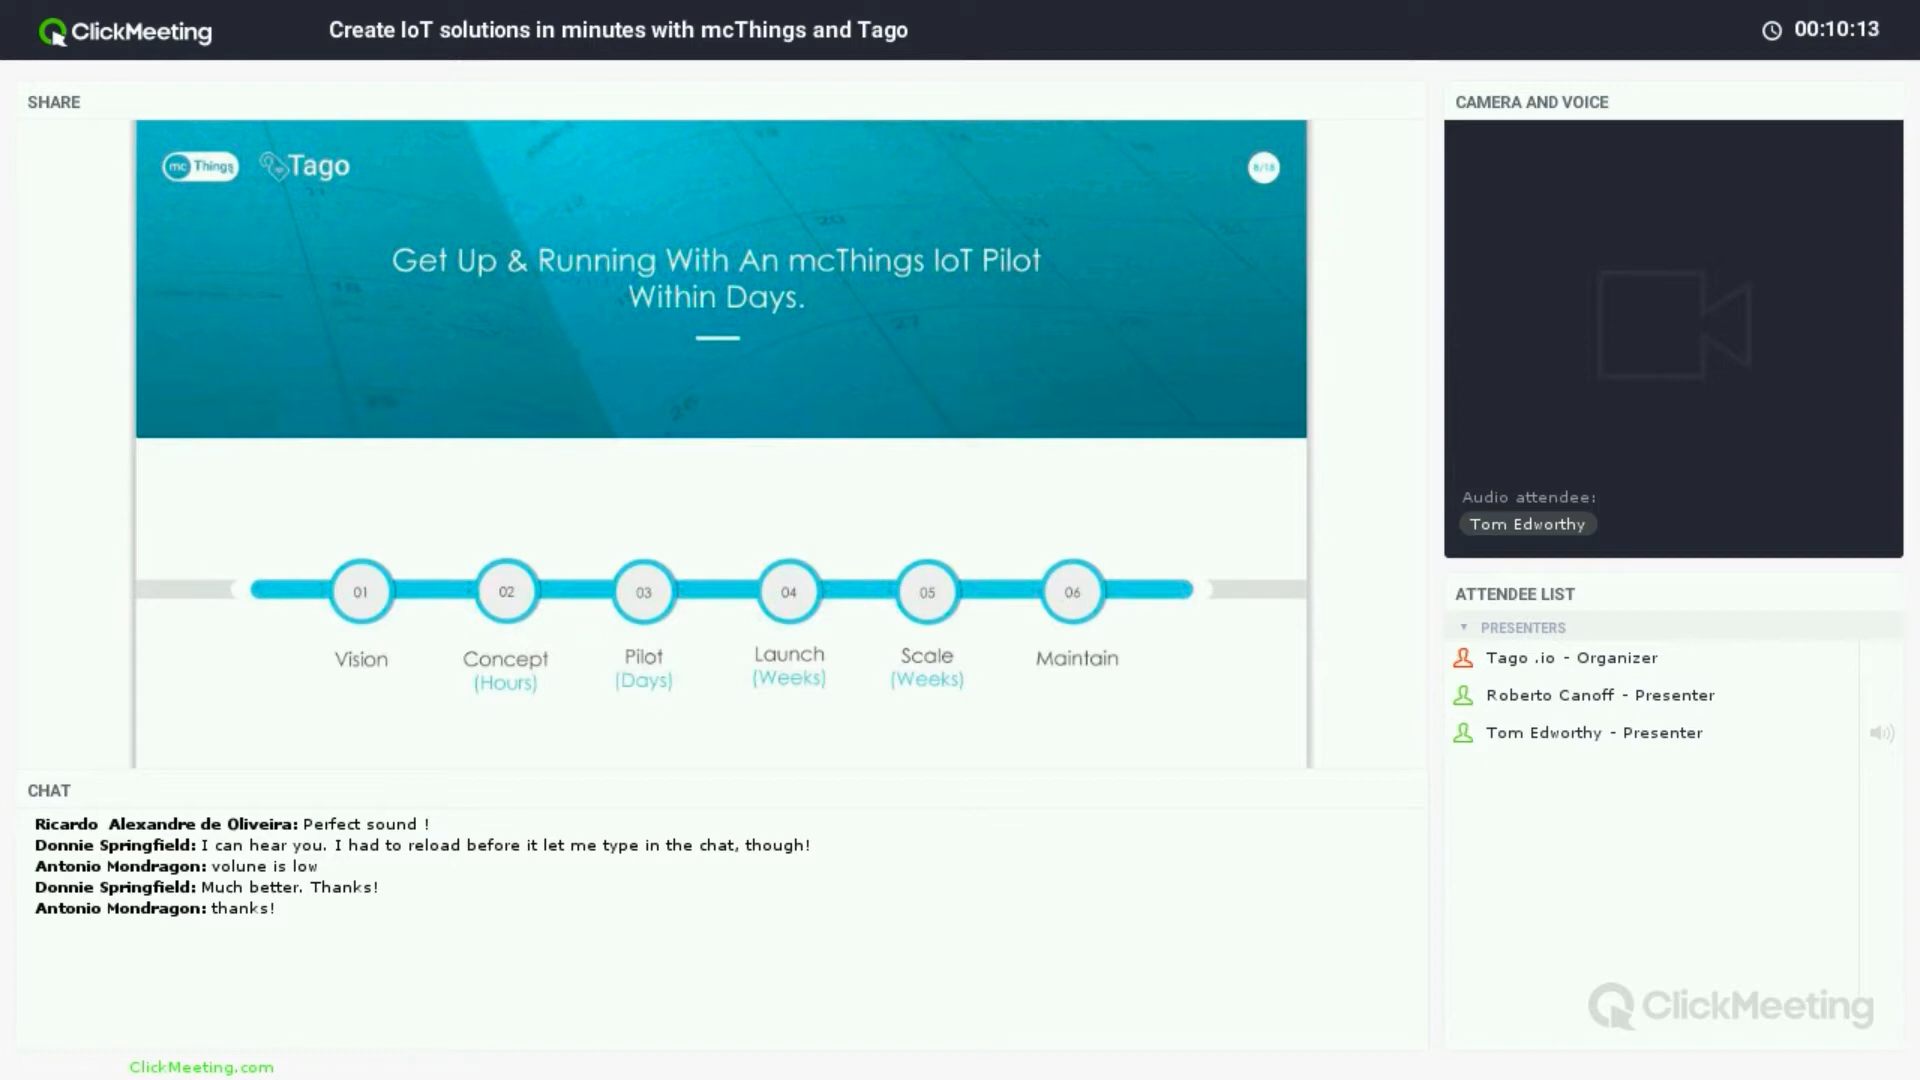 ClickMeeting
Create IoT solutions in minutes with mcThings and Tago
00:10:13
SHARE
mc Things
Tago
8/18
Get Up & Running With An mcThings IoT Pilot
Within Days.
01 02 03 04 05 06
Vision Concept Pilot Launch Scale Maintain
(Hours) (Days) (Weeks) (Weeks)
CAMERA AND VOICE
Audio attendee:
Tom Edworthy
ATTENDEE LIST
PRESENTERS
Tago .io - Organizer
Roberto Canoff - Presenter
Tom Edworthy - Presenter
CHAT
Ricardo Alexandre de Oliveira: Perfect sound !
Donnie Springfield: I can hear you. I had to reload before it let me type in the chat, though!
Antonio Mondragon: volune is low
Donnie Springfield: Much better. Thanks!
Antonio Mondragon: thanks!
ClickMeeting
ClickMeeting.com